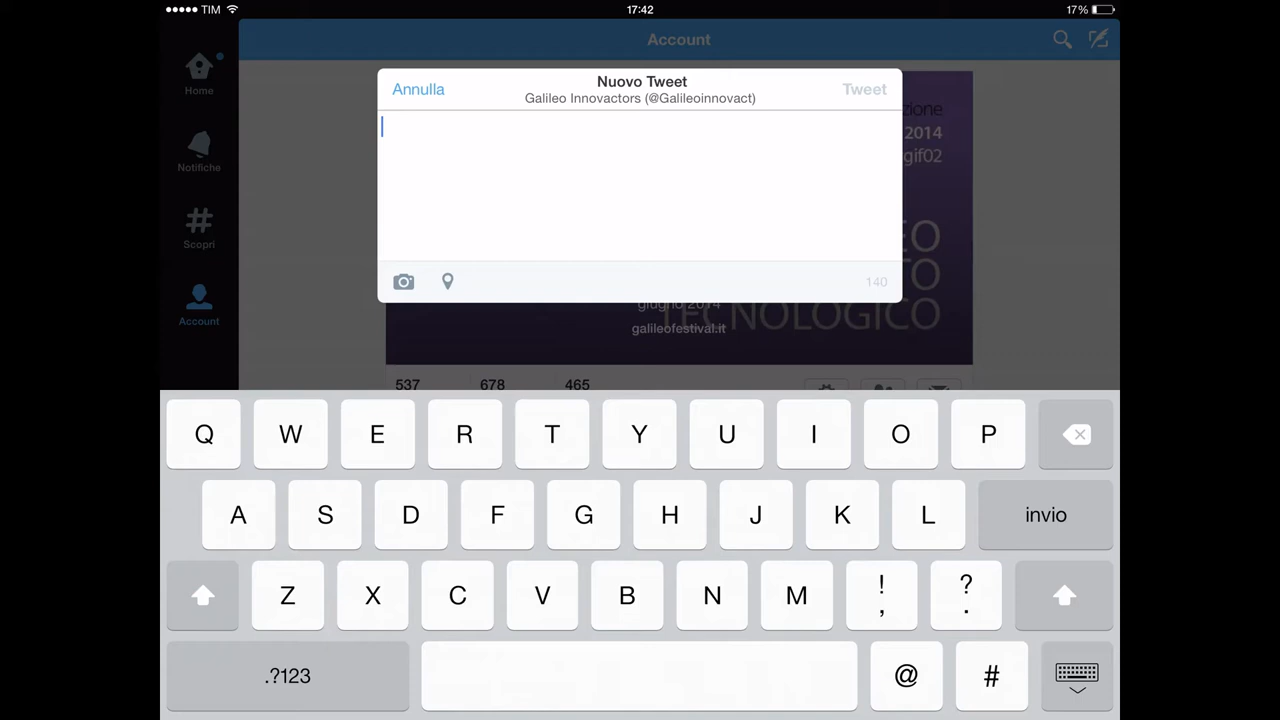 TIM
17:42
17%
Account
Home
Notifiche
Scopri
Account
Annulla
Nuovo Tweet
Tweet
Galileo Innovactors (@Galileoinnovact)
140
zione
2014
gif02
EO
TO
TECNOLOGICO
giugno 2014
galileofestival.it
537 678 465
Q W E R T Y U I O P
A S D F G H J K L invio
Z X C V B N M ! , ? .
.?123 @ #